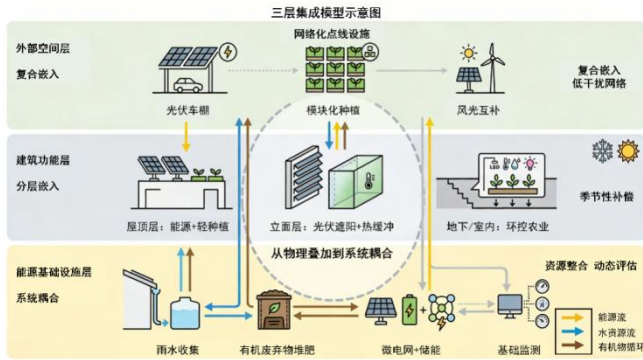 三层集成模型示意图
外部空间层
复合嵌入
网络化点线设施
光伏车棚
模块化种植
风光互补
复合嵌入
低干扰网络
建筑功能层
分层嵌入
屋顶层：能源+轻种植
立面层：光伏遮阳+热缓冲
地下/室内：环控农业
季节性补偿
从物理叠加到系统耦合
能源基础设施层
系统耦合
资源整合 动态评估
雨水收集
有机废弃物堆肥
微电网+储能
基础监测
能源流
水资源流
有机物循环